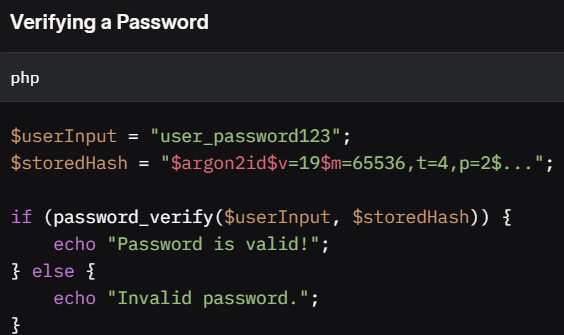 Verifying a Password
php
$userInput = "user_password123";
$storedHash = "$argon2id$v=19$m=65536,t=4,p=2$...";
if (password_verify($userInput, $storedHash)) {
    echo "Password is valid!";
} else {
    echo "Invalid password.";
}